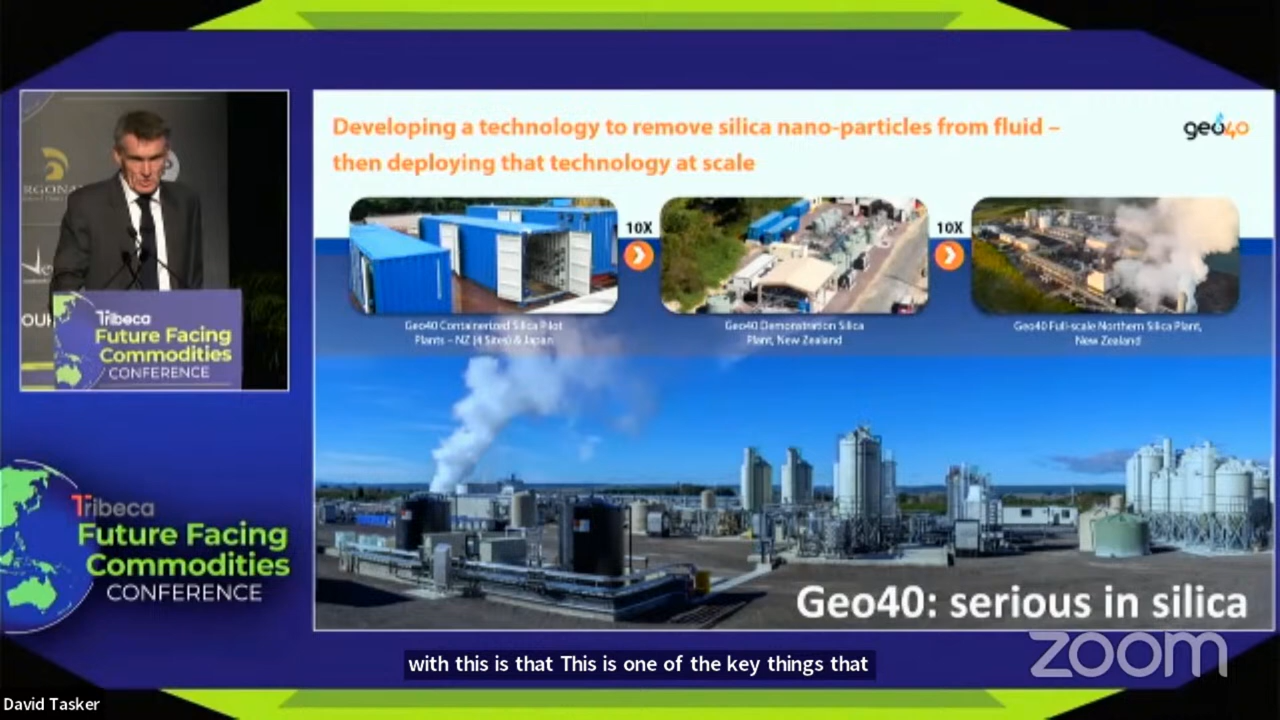 Developing a technology to remove silica nano-particles from fluid –
then deploying that technology at scale
geo40
10X
10X
Geo40 Containerized Silica Pilot
Plants – NZ (4 Sites) & Japan
Geo40 Demonstration Silica
Plant, New Zealand
Geo40 Full-scale Northern Silica Plant,
New Zealand
Tribeca
Future Facing
Commodities
CONFERENCE
Tribeca
Future Facing
Commodities
CONFERENCE
Geo40: serious in silica
zoom
with this is that This is one of the key things that
David Tasker